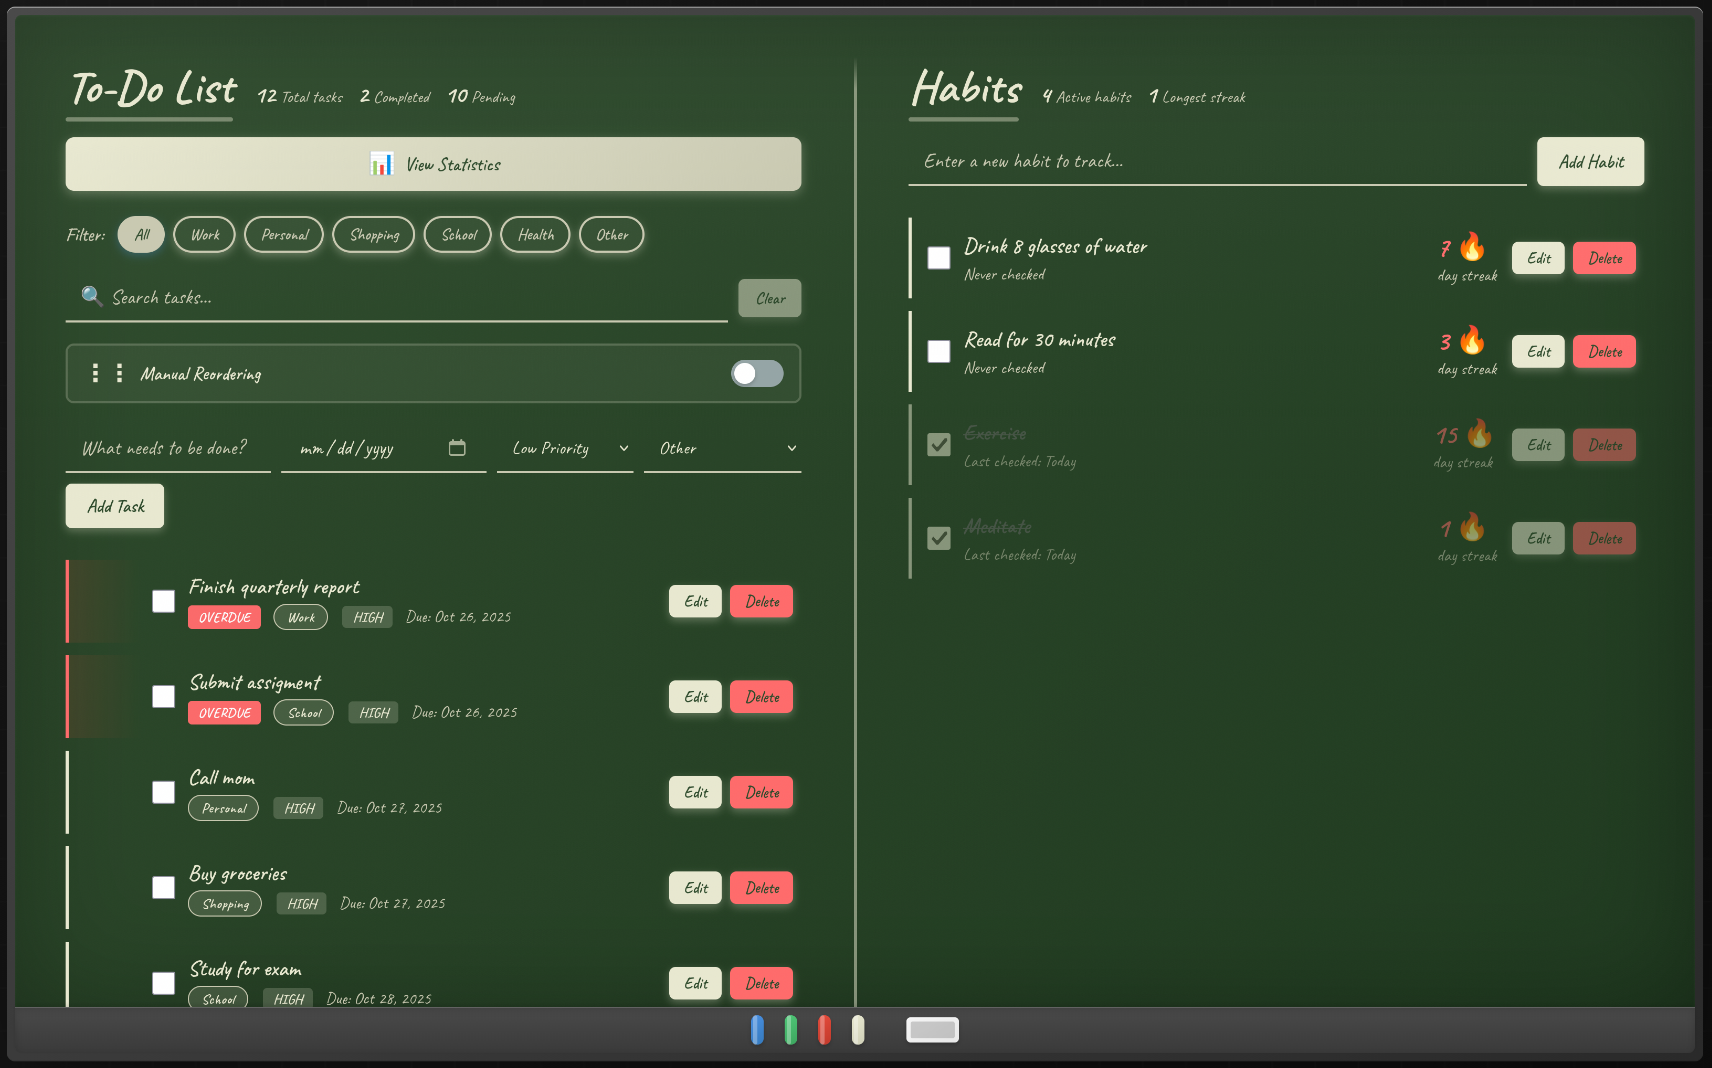 To-Do List 12 Total tasks 2 Completed 10 Pending
View Statistics
Filter: All Work Personal Shopping School Health Other
Search tasks... Clear
Manual Reordering
What needs to be done? mm/dd/yyyy Low Priority Other
Add Task
Finish quarterly report
OVERDUE Work HIGH Due: Oct 26, 2025
Edit Delete
Submit assigment
OVERDUE School HIGH Due: Oct 26, 2025
Edit Delete
Call mom
Personal HIGH Due: Oct 27, 2025
Edit Delete
Buy groceries
Shopping HIGH Due: Oct 27, 2025
Edit Delete
Study for exam
School HIGH Due: Oct 28, 2025
Edit Delete
Habits 4 Active habits 1 Longest streak
Enter a new habit to track... Add Habit
Drink 8 glasses of water
Never checked
7
day streak
Edit Delete
Read for 30 minutes
Never checked
3
day streak
Edit Delete
Exercise
Last checked: Today
15
day streak
Edit Delete
Meditate
Last checked: Today
1
day streak
Edit Delete